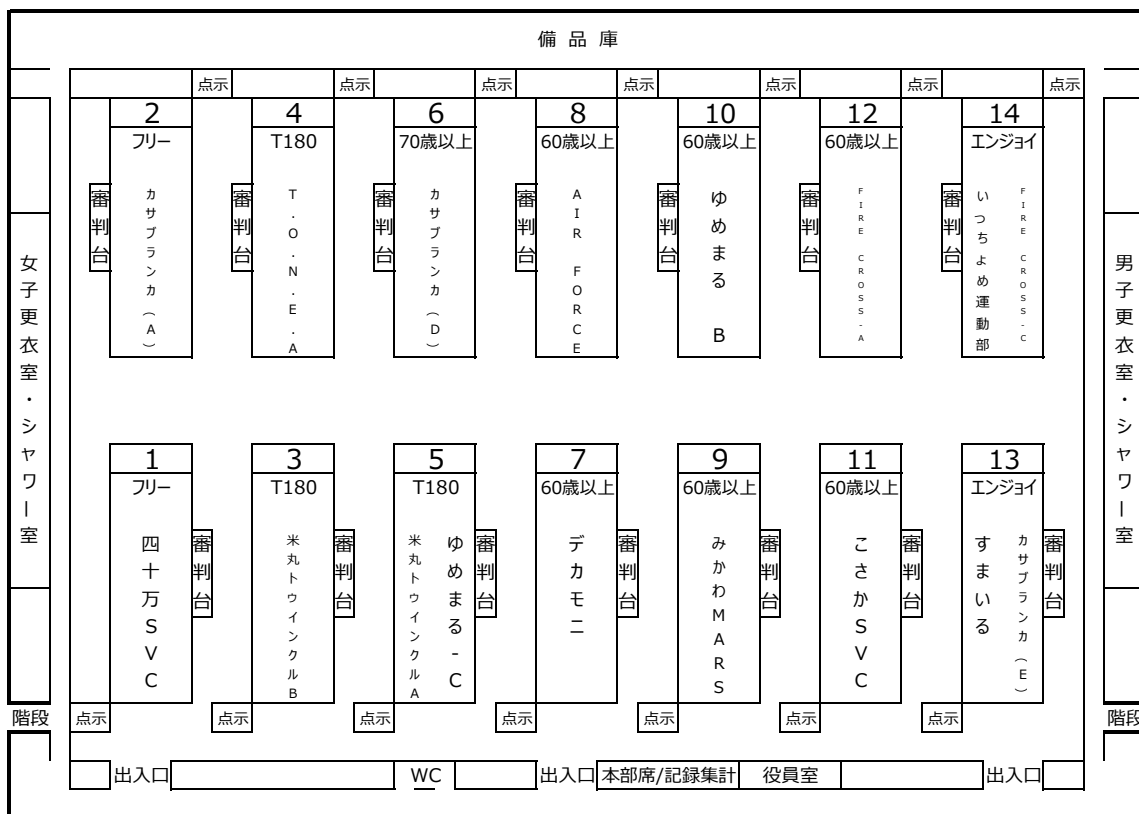 備品庫
点示 点示 点示 点示 点示 点示 点示
2 4 6 8 10 12 14
フリー T180 70歳以上 60歳以上 60歳以上 60歳以上 エンジョイ
審判台
カサブランカ(A)
審判台
T.O.N.E.A
審判台
カサブランカ(D)
審判台
AIR FORCE
審判台
ゆめまる B
審判台
FIRE CROSS-A
審判台
いつちよめ運動部
FIRE CROSS-C
女子更衣室・シャワー室
男子更衣室・シャワー室
1 3 5 7 9 11 13
フリー T180 T180 60歳以上 60歳以上 60歳以上 エンジョイ
四十万SVC
審判台
米丸トウインクルB
審判台
米丸トウインクルA
ゆめまる-C
審判台
デカモニ
審判台
みかわMARS
審判台
こさかSVC
審判台
すまいる
カサブランカ(E)
審判台
階段 点示 点示 点示 点示 点示 点示 点示 階段
出入口 WC 出入口 本部席/記録集計 役員室 出入口